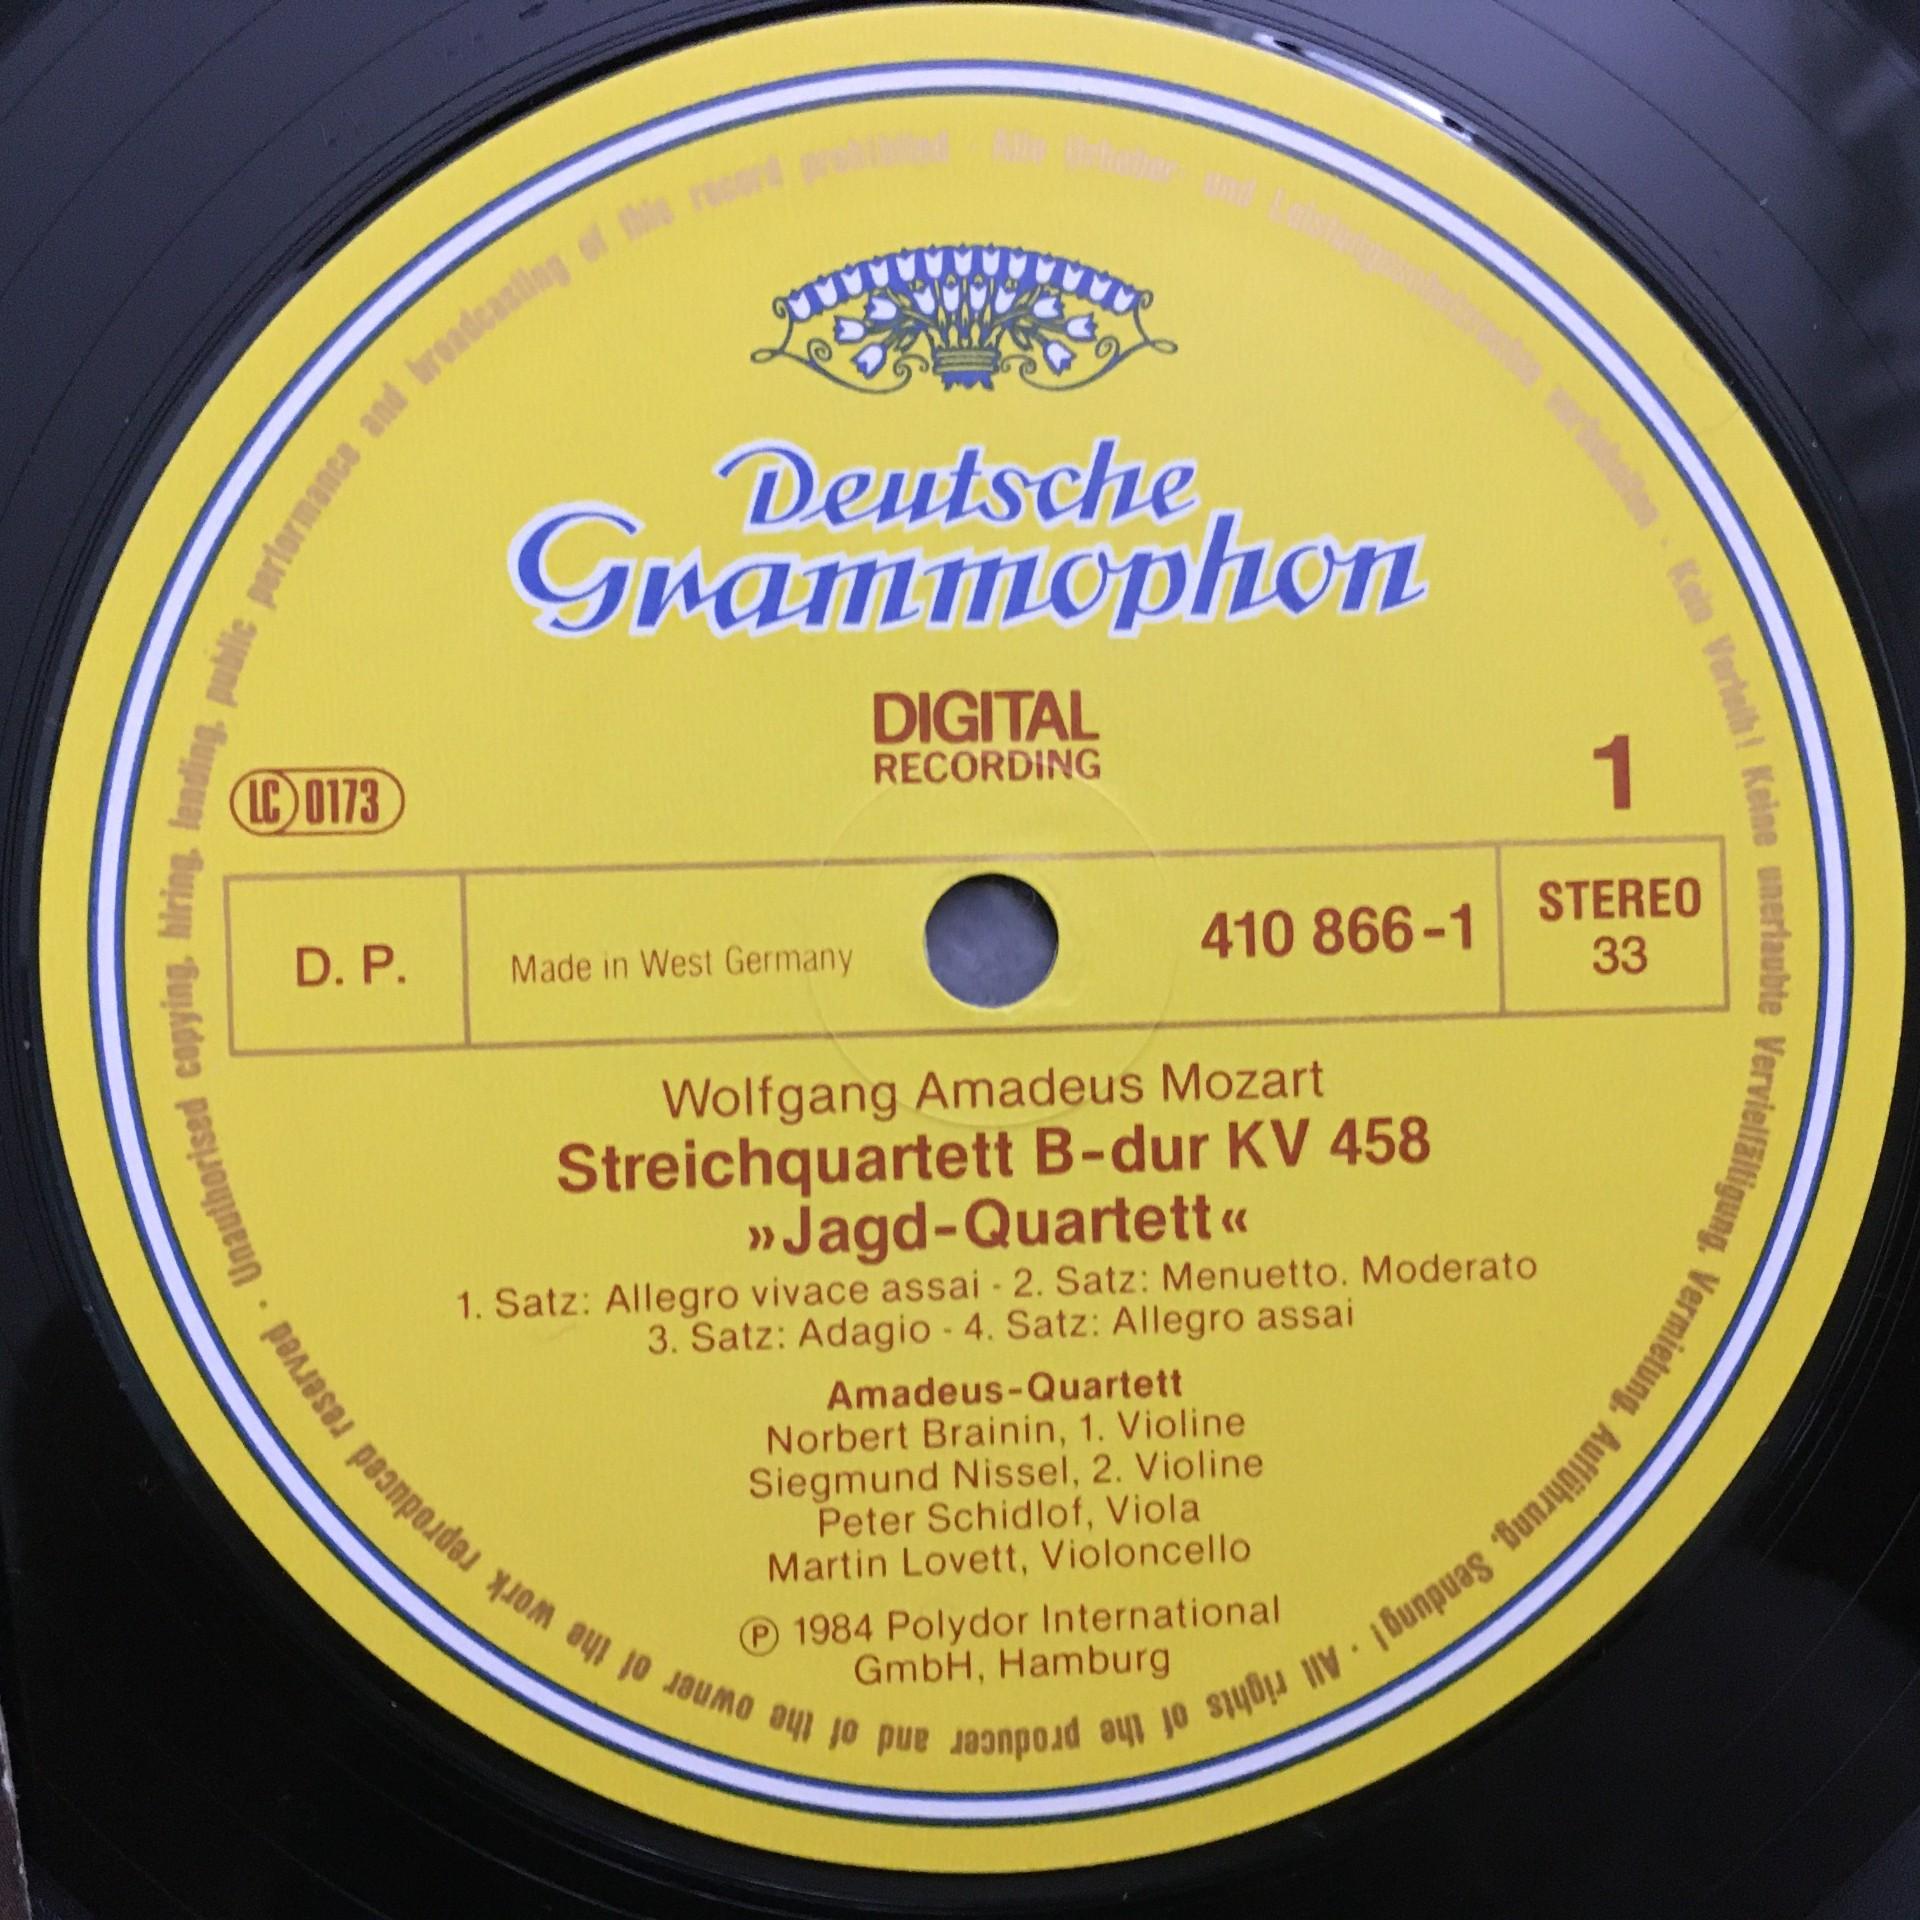 Deutsche
Grammophon
DIGITAL
RECORDING
1
LC 0173
D. P.
Made in West Germany
410 866-1
STEREO
33
Wolfgang Amadeus Mozart
Streichquartett B-dur KV 458
»Jagd-Quartett«
1. Satz: Allegro vivace assai - 2. Satz: Menuetto. Moderato
3. Satz: Adagio - 4. Satz: Allegro assai
Amadeus-Quartett
Norbert Brainin, 1. Violine
Siegmund Nissel, 2. Violine
Peter Schidlof, Viola
Martin Lovett, Violoncello
℗ 1984 Polydor International
GmbH, Hamburg
Alle Urheber- und Leistungsschutzrechte vorbehalten · Kein Verleih! Keine unerlaubte Vervielfältigung, Vermietung, Aufführung, Sendung! · All rights of the producer and of the owner of the work reproduced reserved · Unauthorised copying, hiring, lending, public performance and broadcasting of this record prohibited ·